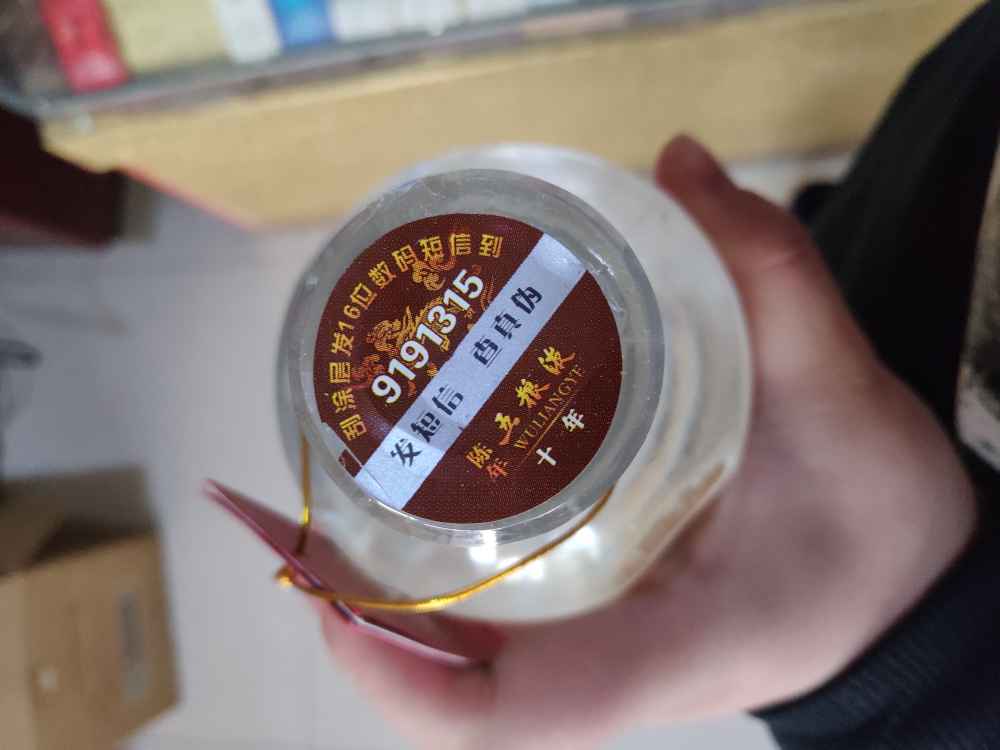 刮涂层发16位数码短信到
9191315
发短信 查真伪
五粮液
WULIANGYE
陈年
十年